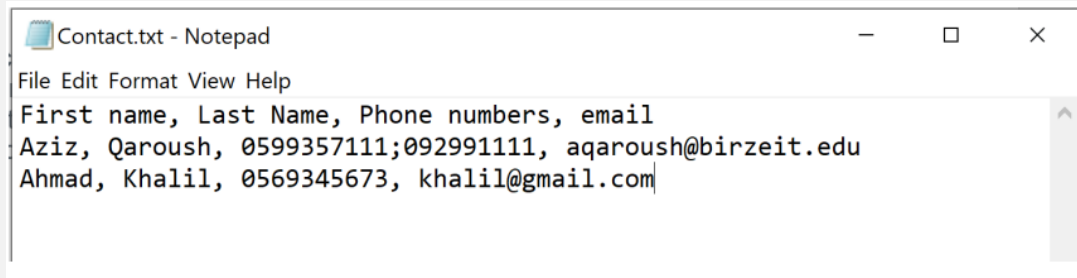 Contact.txt - Notepad
File Edit Format View Help
First name, Last Name, Phone numbers, email
Aziz, Qaroush, 0599357111;092991111, aqaroush@birzeit.edu
Ahmad, Khalil, 0569345673, khalil@gmail.com